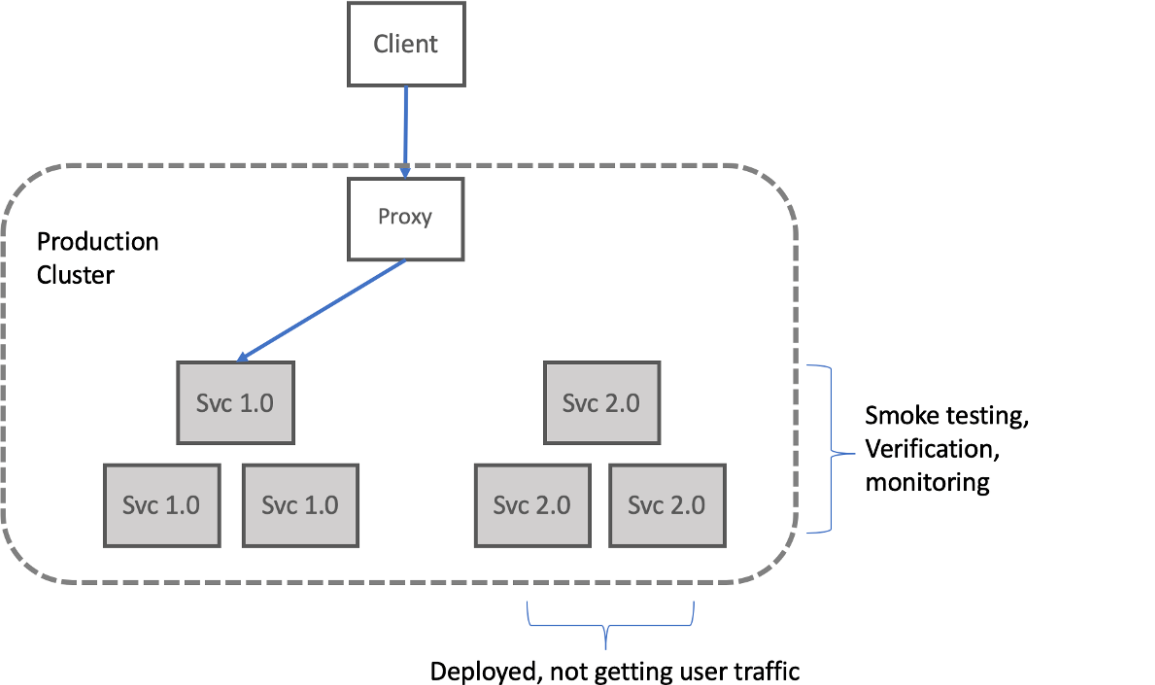 Client
Proxy
Production
Cluster
Svc 1.0
Svc 2.0
Svc 1.0
Svc 1.0
Svc 2.0
Svc 2.0
Smoke testing,
Verification,
monitoring
Deployed, not getting user traffic